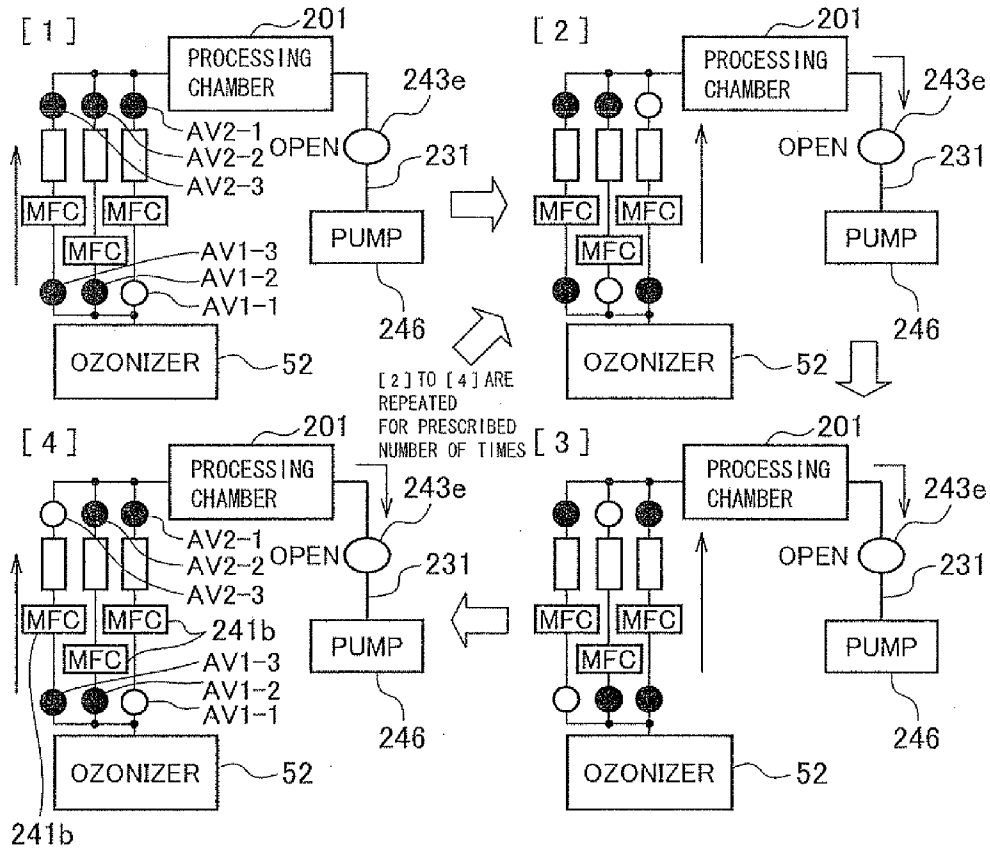 [1]
201
PROCESSING
CHAMBER
243e
AV2-1
AV2-2
AV2-3
OPEN
231
MFC
MFC
MFC
PUMP
AV1-3
AV1-2
AV1-1
246
OZONIZER
52
[2]
201
PROCESSING
CHAMBER
243e
OPEN
231
MFC
MFC
MFC
PUMP
246
OZONIZER
52
[2] TO [4] ARE
REPEATED
FOR PRESCRIBED
NUMBER OF TIMES
[4]
201
PROCESSING
CHAMBER
243e
AV2-1
AV2-2
AV2-3
OPEN
231
MFC
MFC
241b
MFC
PUMP
AV1-3
AV1-2
AV1-1
246
OZONIZER
52
241b
[3]
201
PROCESSING
CHAMBER
243e
OPEN
231
MFC
MFC
MFC
PUMP
246
OZONIZER
52